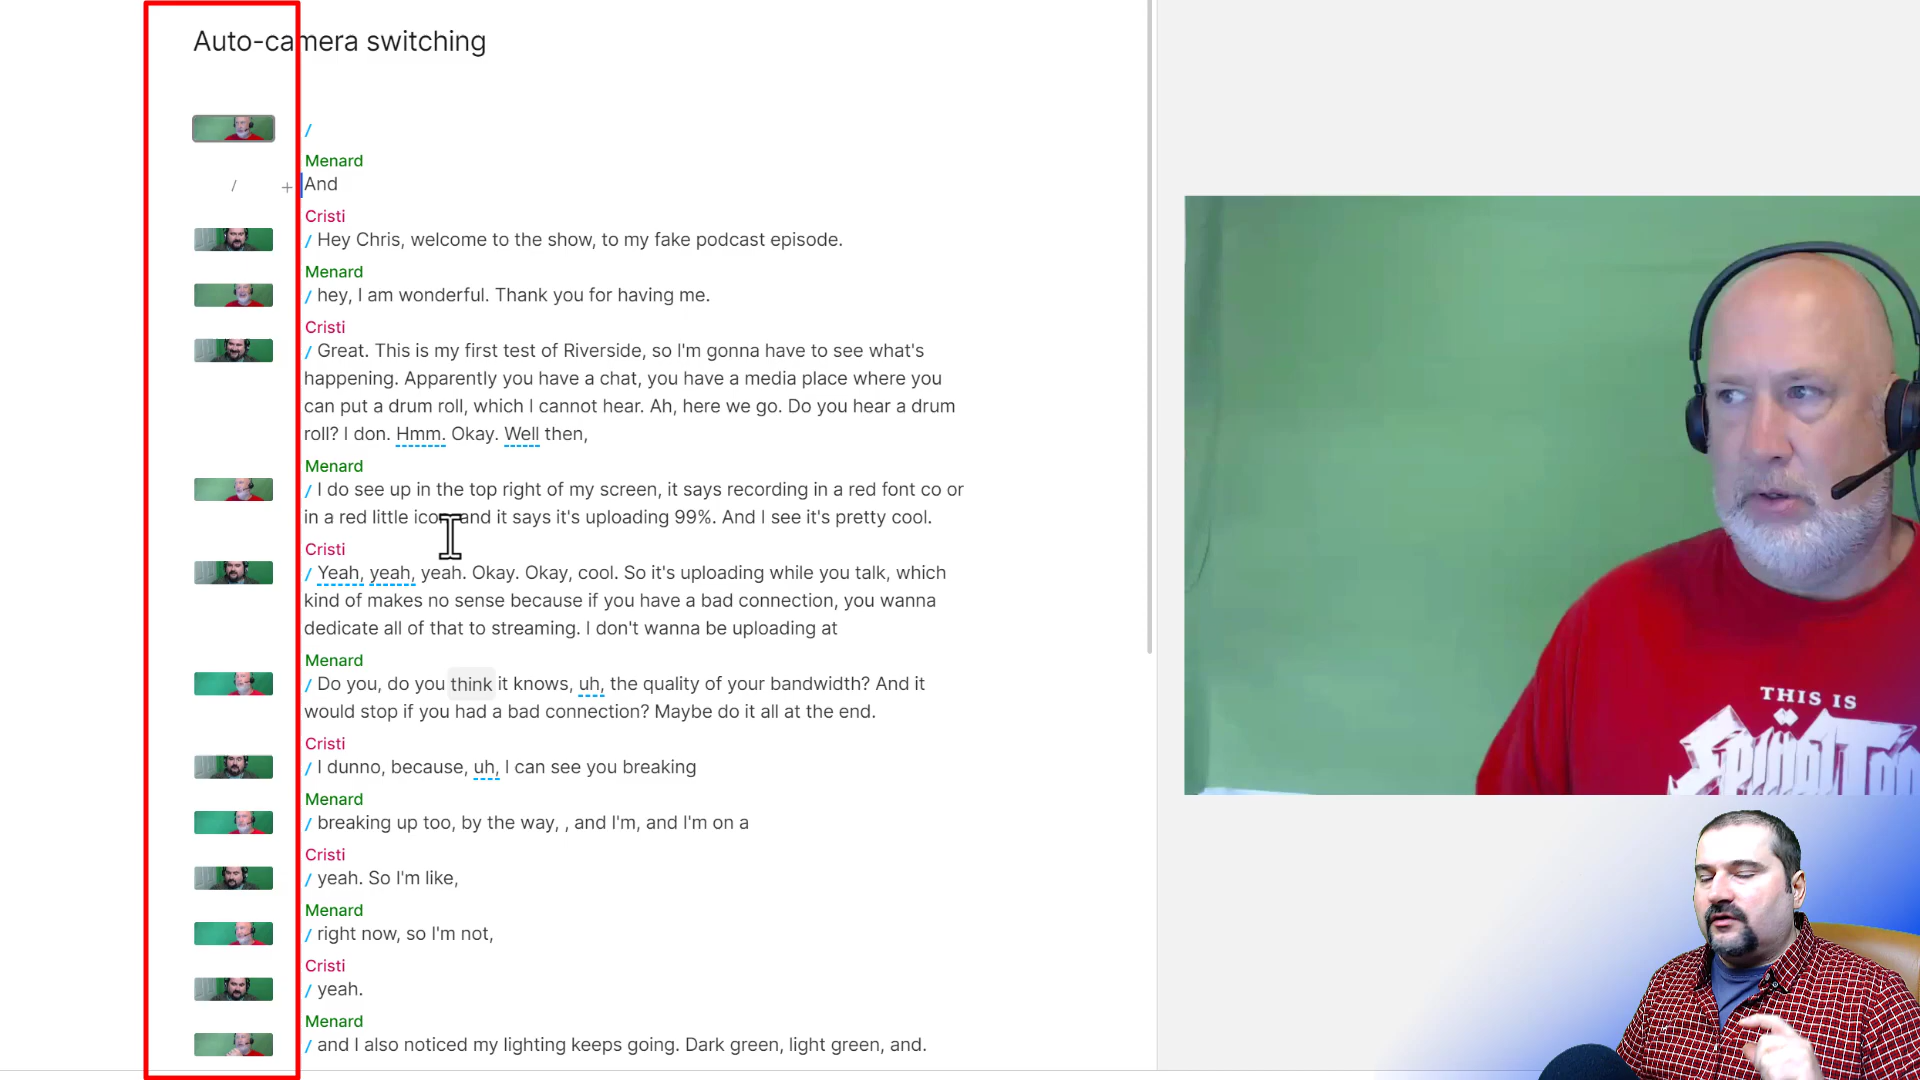 Auto-camera switching
/
Menard
/ + And
Cristi
/ Hey Chris, welcome to the show, to my fake podcast episode.
Menard
/ hey, I am wonderful. Thank you for having me.
Cristi
/ Great. This is my first test of Riverside, so I'm gonna have to see what's
happening. Apparently you have a chat, you have a media place where you
can put a drum roll, which I cannot hear. Ah, here we go. Do you hear a drum
roll? I don. Hmm. Okay. Well then,
Menard
/ I do see up in the top right of my screen, it says recording in a red font co or
in a red little and it says it's uploading 99%. And I see it's pretty cool.
Cristi
/ Yeah, yeah, yeah. Okay. Okay, cool. So it's uploading while you talk, which
kind of makes no sense because if you have a bad connection, you wanna
dedicate all of that to streaming. I don't wanna be uploading at
Menard
/ Do you, do you think it knows, uh, the quality of your bandwidth? And it
would stop if you had a bad connection? Maybe do it all at the end.
Cristi
/ I dunno, because, uh, I can see you breaking
Menard
/ breaking up too, by the way, , and I'm, and I'm on a
Cristi
/ yeah. So I'm like,
Menard
/ right now, so I'm not,
Cristi
/ yeah.
Menard
/ and I also noticed my lighting keeps going. Dark green, light green, and.
THIS IS